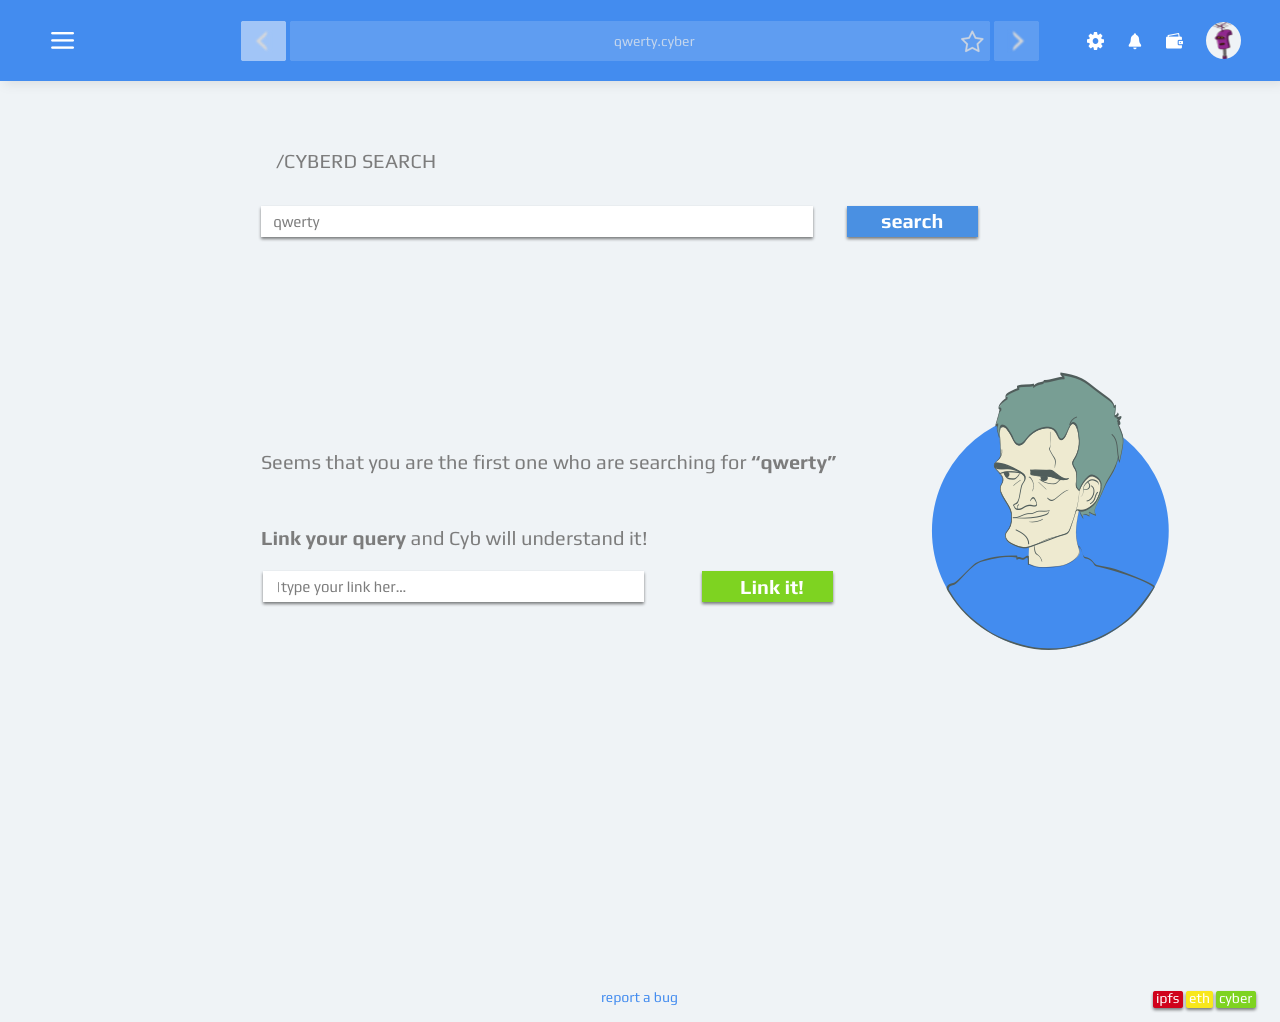 qwerty.cyber
/CYBERD SEARCH
qwerty
search
Seems that you are the first one who are searching for “qwerty”
Link your query and Cyb will understand it!
type your link her...
Link it!
report a bug
ipfs eth cyber